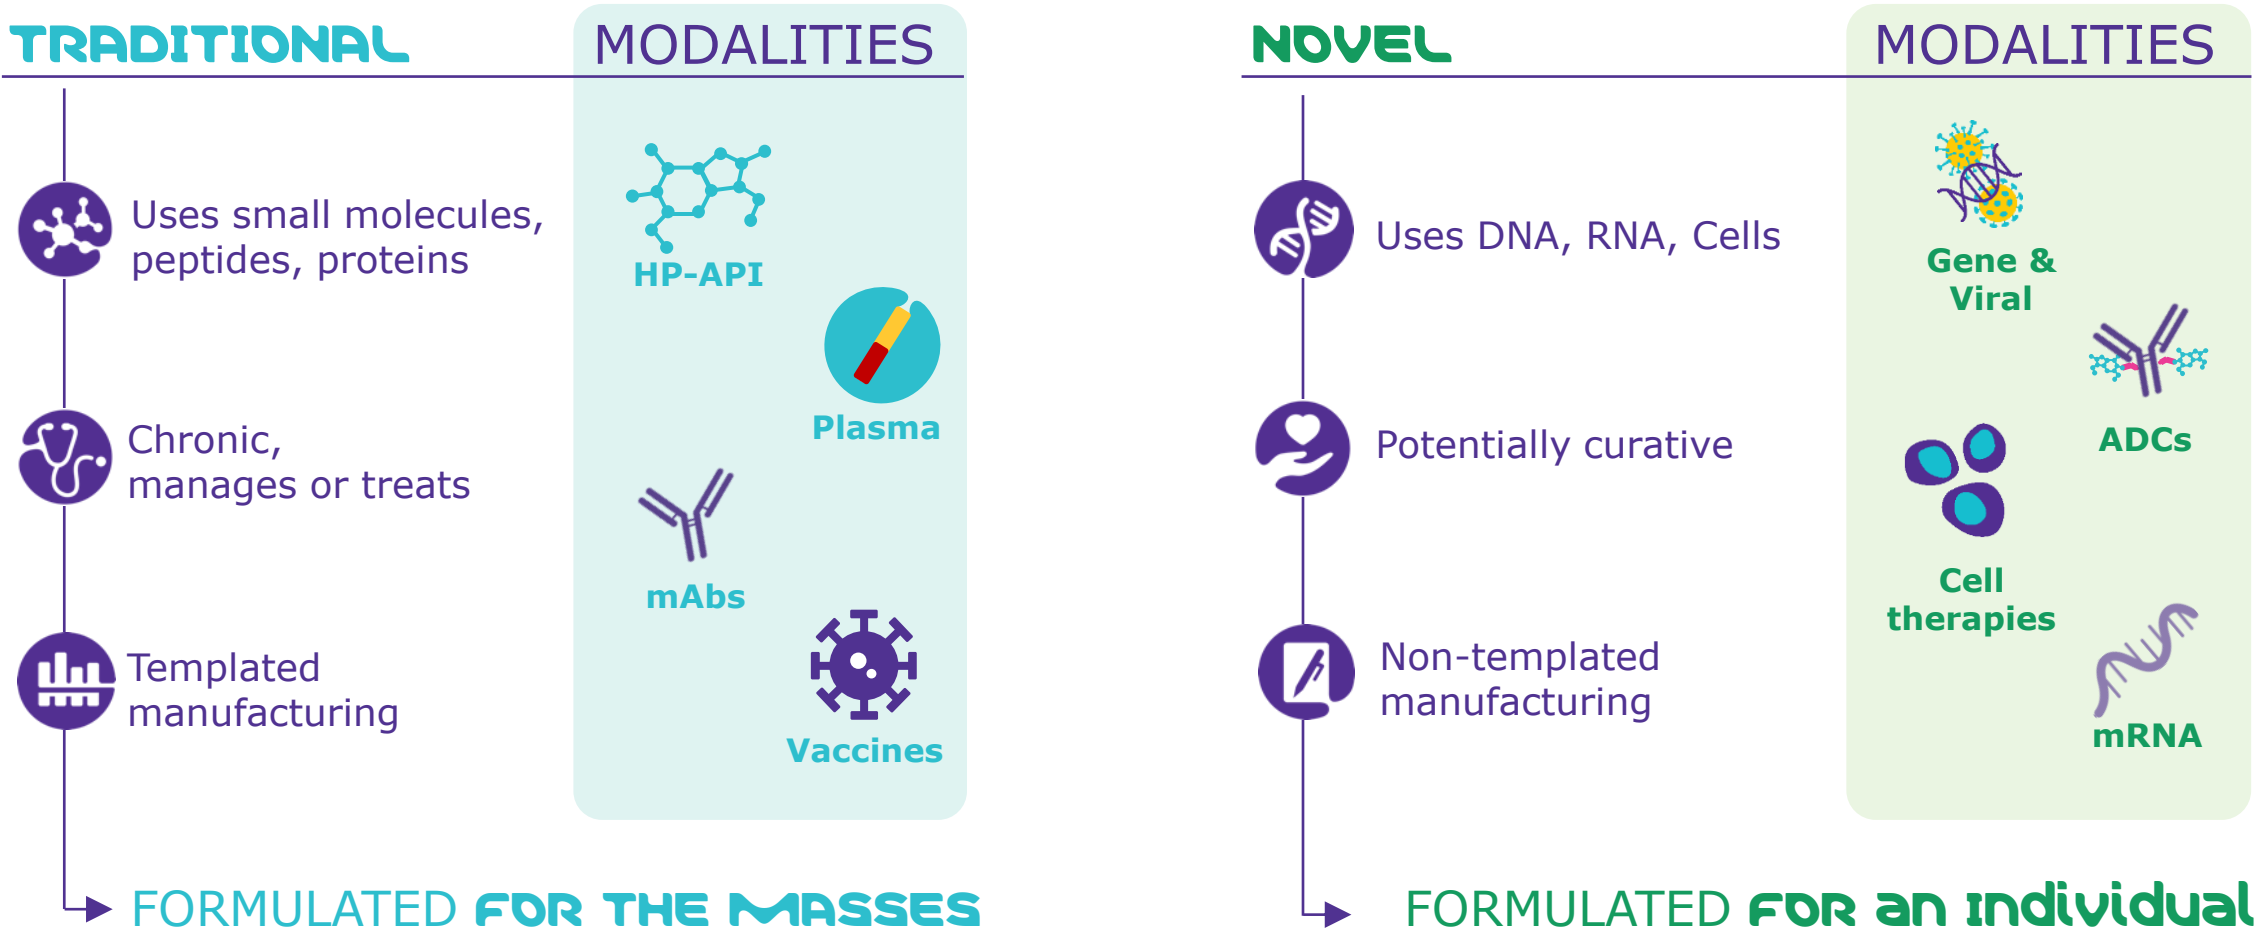 TRADITIONAL
MODALITIES
Uses small molecules,
peptides, proteins
HP-API
Plasma
Chronic,
manages or treats
mAbs
Templated
manufacturing
Vaccines
FORMULATED FOR THE MASSES
NOVEL
MODALITIES
Uses DNA, RNA, Cells
Gene &
Viral
ADCs
Potentially curative
Cell
therapies
Non-templated
manufacturing
mRNA
FORMULATED FOR an Individual